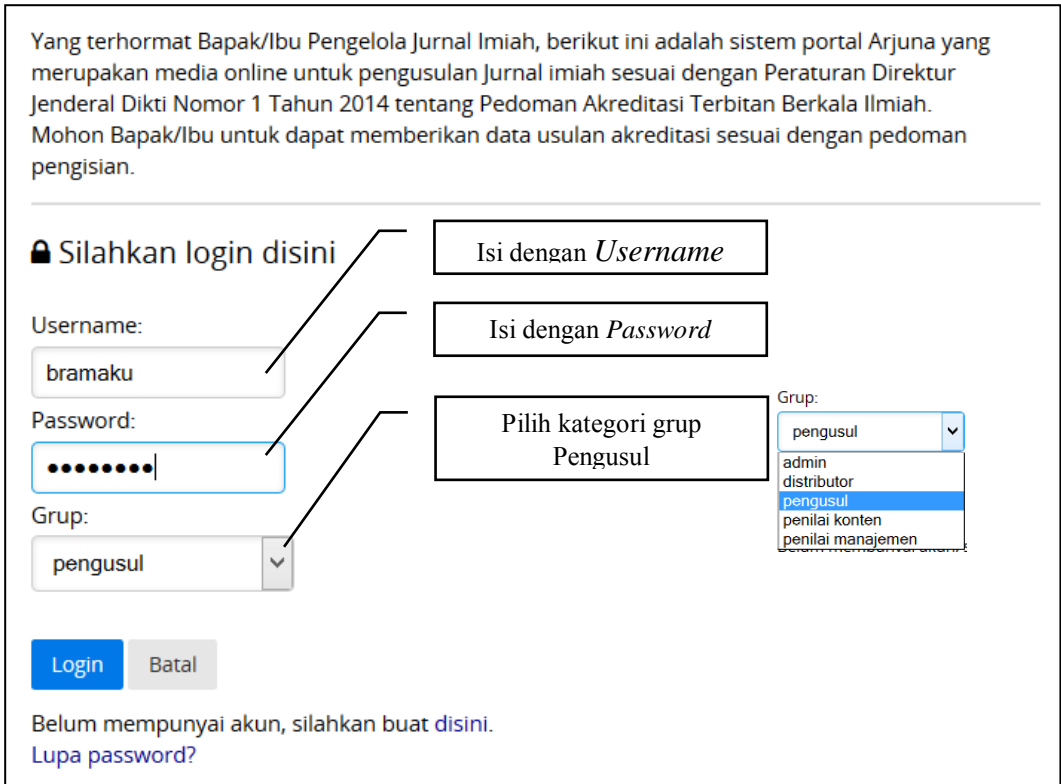 Yang terhormat Bapak/Ibu Pengelola Jurnal Imiah, berikut ini adalah sistem portal Arjuna yang
merupakan media online untuk pengusulan Jurnal imiah sesuai dengan Peraturan Direktur
Jenderal Dikti Nomor 1 Tahun 2014 tentang Pedoman Akreditasi Terbitan Berkala Ilmiah.
Mohon Bapak/Ibu untuk dapat memberikan data usulan akreditasi sesuai dengan pedoman
pengisian.
Silahkan login disini
Isi dengan Username
Username:
bramaku
Isi dengan Password
Password:
Pilih kategori grup
Pengusul
Grup:
pengusul
Grup:
pengusul
admin
distributor
pengusul
penilai konten
penilai manajemen
Login
Batal
Belum mempunyai akun, silahkan buat disini.
Lupa password?